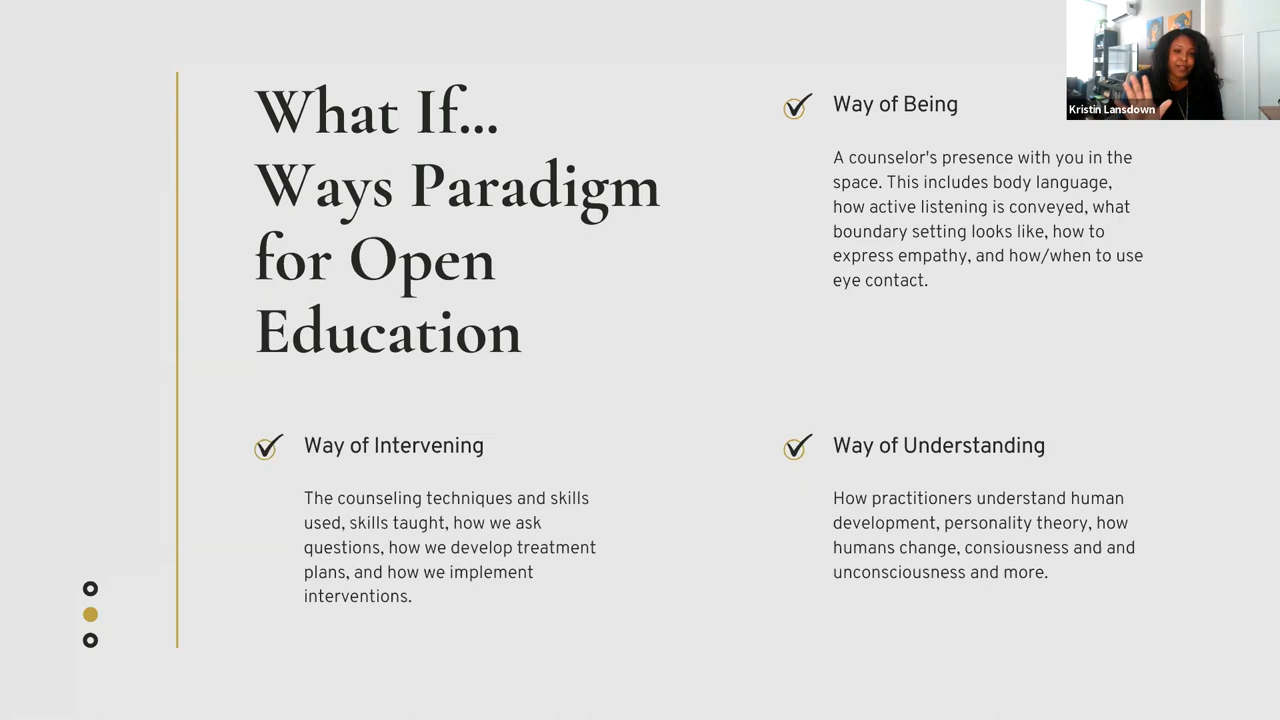 What If...
Ways Paradigm
for Open
Education
Way of Being
A counselor's presence with you in the
space. This includes body language,
how active listening is conveyed, what
boundary setting looks like, how to
express empathy, and how/when to use
eye contact.
Kristin Lansdown
Way of Intervening
The counseling techniques and skills
used, skills taught, how we ask
questions, how we develop treatment
plans, and how we implement
interventions.
Way of Understanding
How practitioners understand human
development, personality theory, how
humans change, consiousness and and
unconsciousness and more.